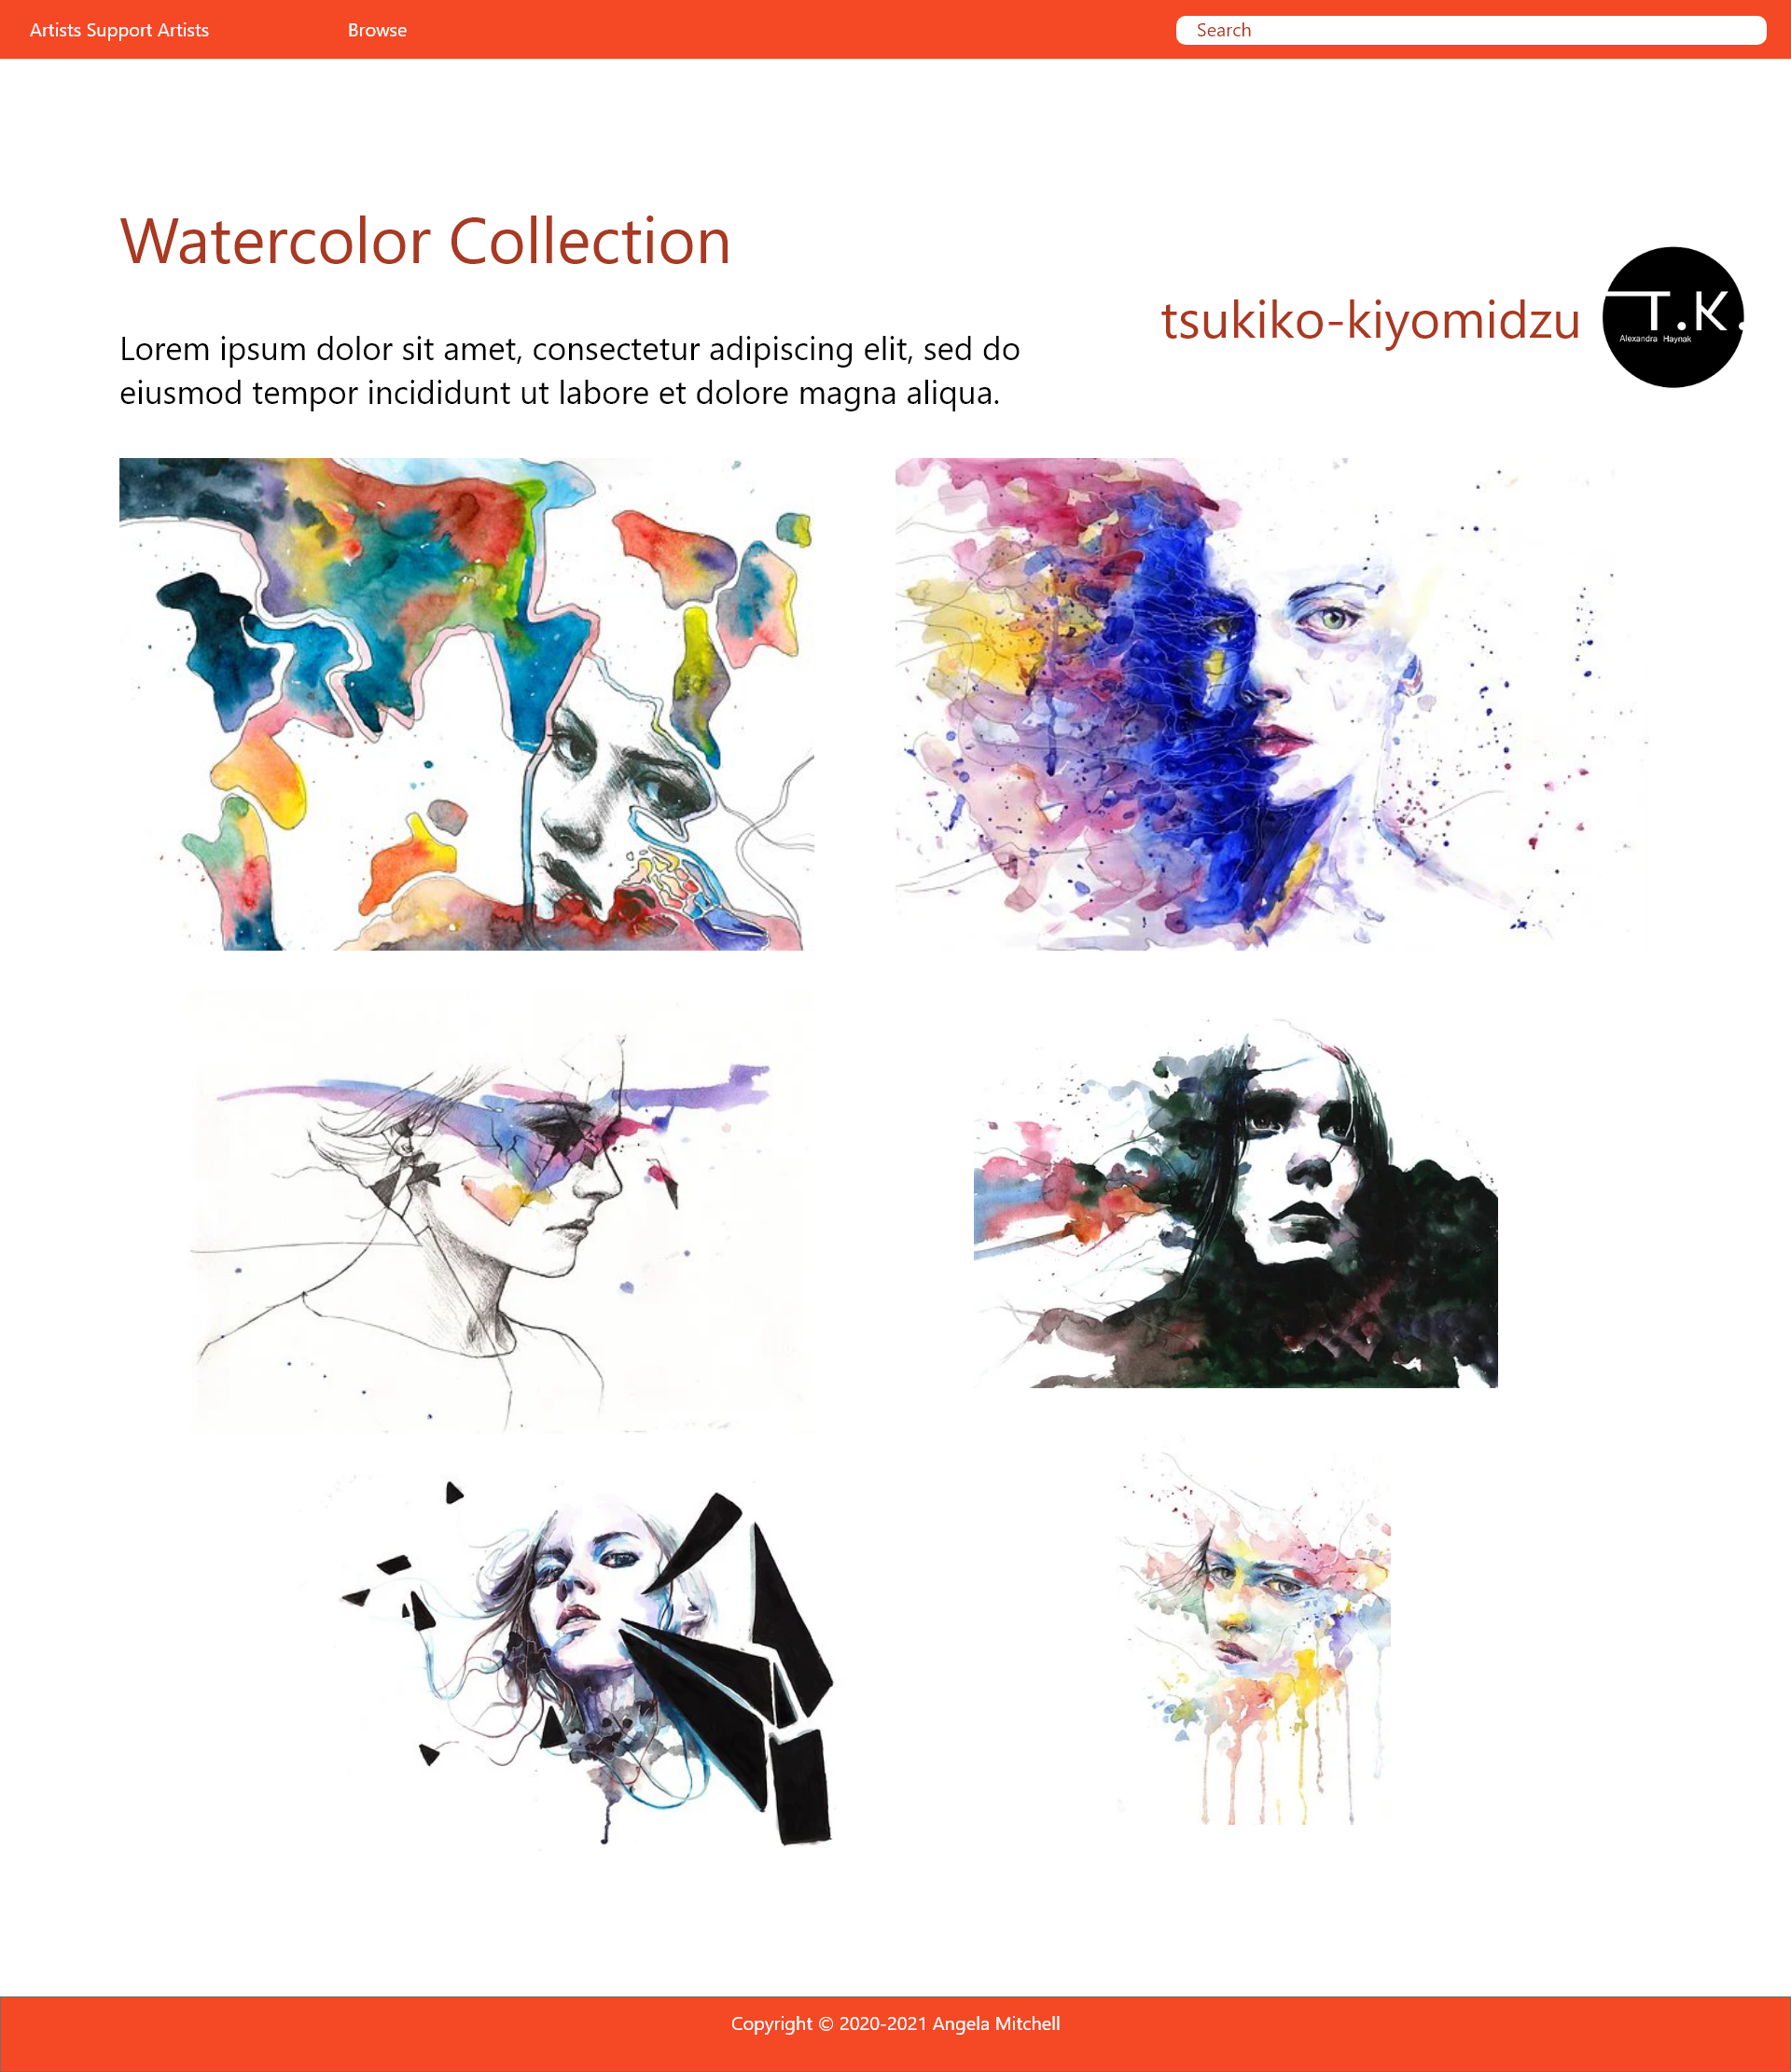 Artists Support Artists
Browse
Search
Watercolor Collection
tsukiko-kiyomidzu
T.K.
Alexandra Haynak
Lorem ipsum dolor sit amet, consectetur adipiscing elit, sed do
eiusmod tempor incididunt ut labore et dolore magna aliqua.
Copyright © 2020-2021 Angela Mitchell